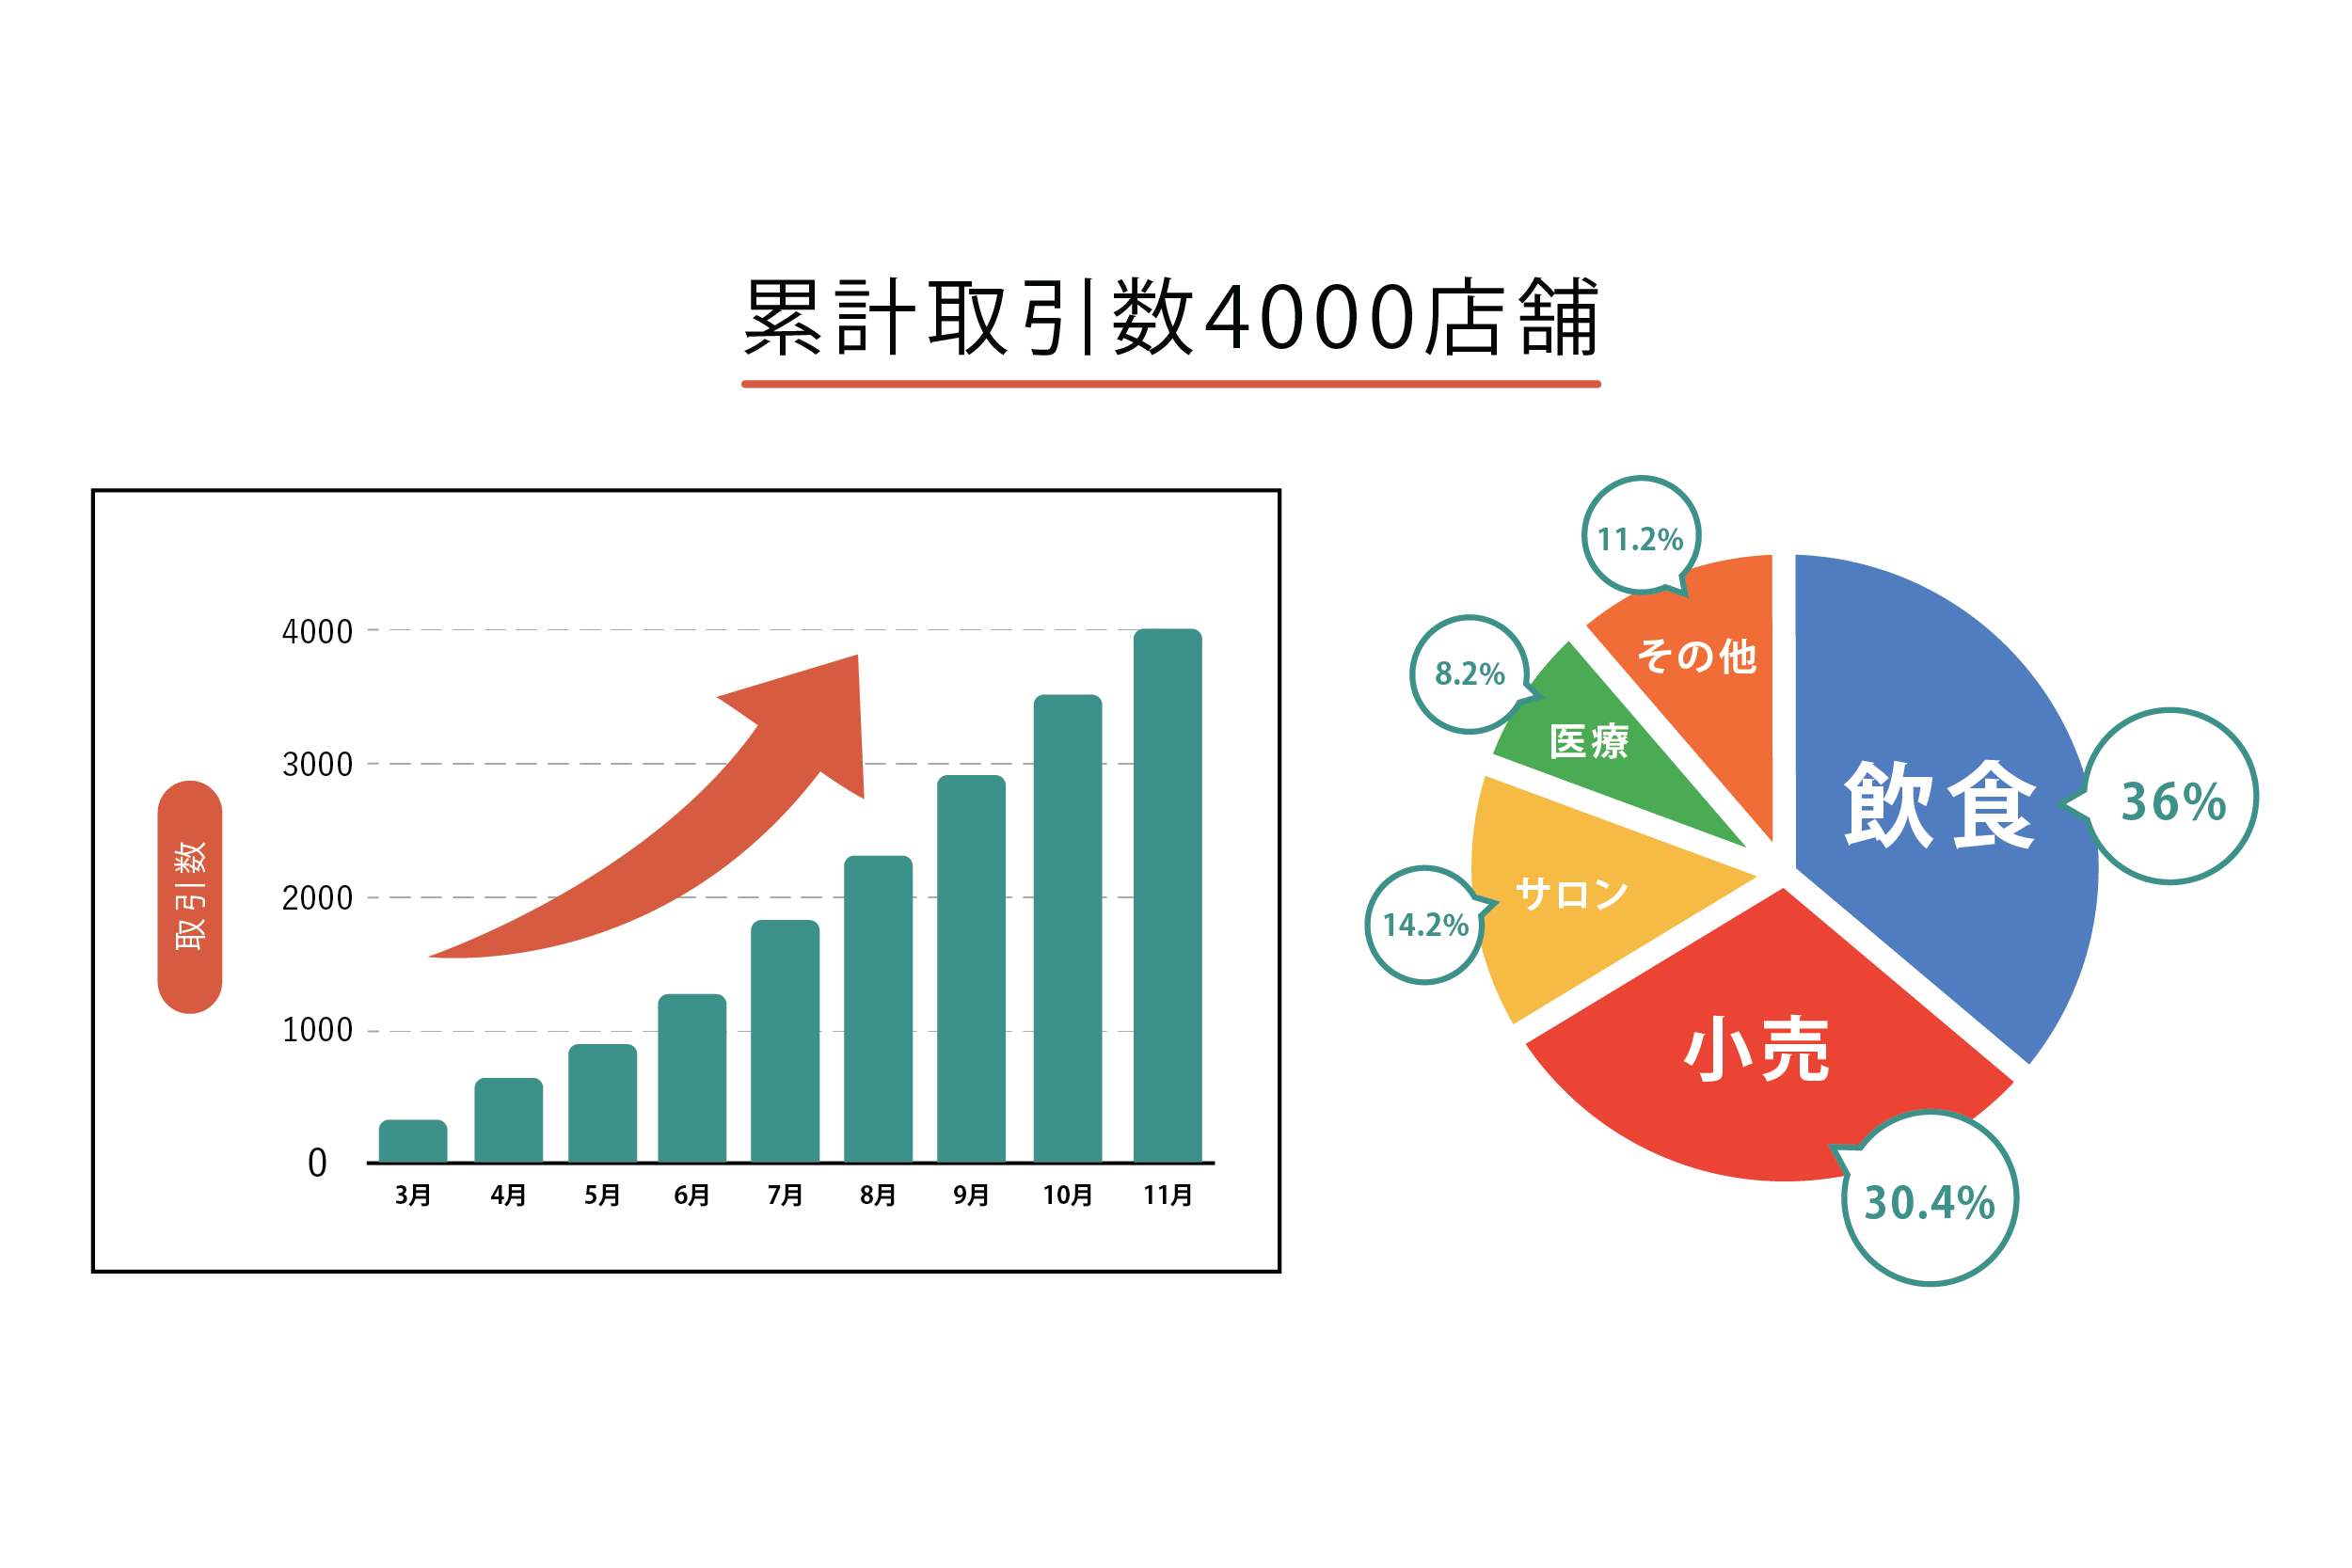 累計取引数4000店舗
取引数
4000
3000
2000
1000
0
3月 4月 5月 6月 7月 8月 9月 10月 11月
11.2%
その他
8.2%
医療
飲食
36%
サロン
14.2%
小売
30.4%